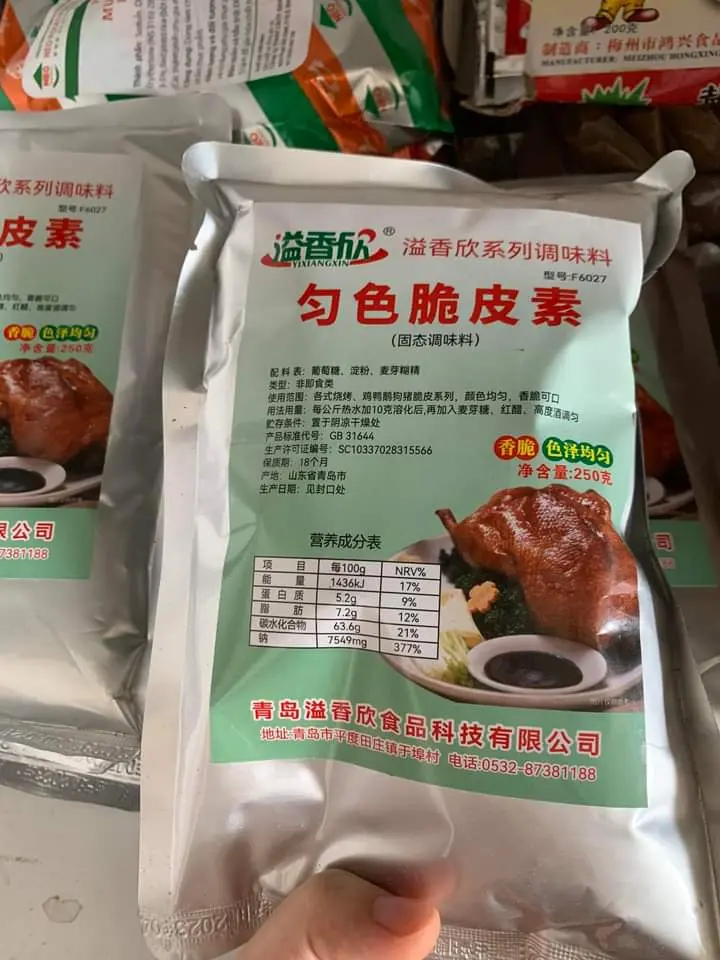 净含量: 200克
制造商：梅州市鸿兴食品
MANUFACTURER: MEIZHOU HONGXING
欣系列调味料
型号:F6027
皮素
香脆 色泽均匀
净含量:250克
限公司
7381188
溢香欣®
YIXIANGXIN
溢香欣系列调味料
型号:F6027
匀色脆皮素
(固态调味料)
配料表：葡萄糖、淀粉、麦芽糊精
类型：非即食类
使用范围：各式烧烤、鸡鸭鹅狗猪脆皮系列，颜色均匀，香脆可口
用法用量：每公斤热水加10克溶化后,再加入麦芽糖、红醋、高度酒调匀
贮存条件：置于阴凉干燥处
产品标准代号：GB 31644
生产许可证编号：SC10337028315566
保质期：18个月
产地：山东省青岛市
生产日期：见封口处
香脆 色泽均匀
净含量:250克
营养成分表
项 目 每100g NRV%
能 量 1436kJ 17%
蛋白质 5.2g 9%
脂 肪 7.2g 12%
碳水化合物 63.6g 21%
钠 7549mg 377%
青岛溢香欣食品科技有限公司
地址:青岛市平度田庄镇于埠村 电话:0532-87381188
司
188